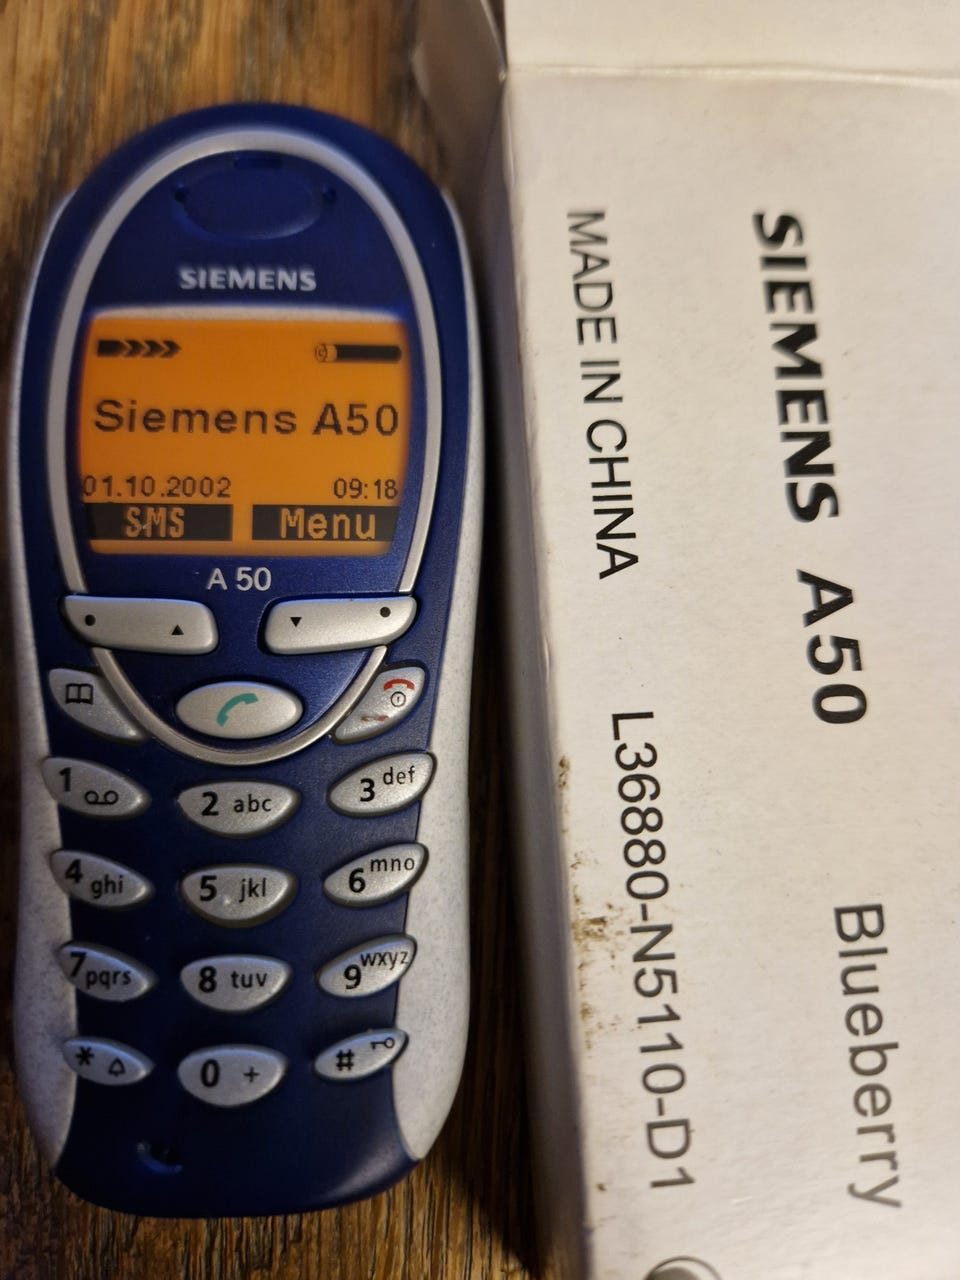 SIEMENS
Siemens A50
01.10.2002 09:18
SMS Menu
A 50
1
2 abc
3 def
4 ghi
5 jkl
6 mno
7 pqrs
8 tuv
9 wxyz
*
0 +
#
SIEMENS A50 Blueberry
MADE IN CHINA L36880-N5110-D1